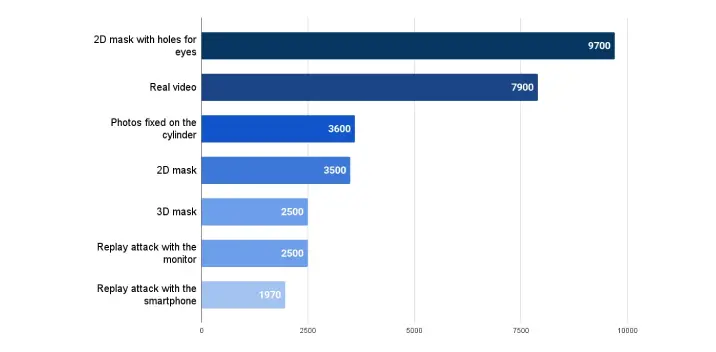 2D mask with holes for
eyes
9700
Real video
7900
Photos fixed on the
cylinder
3600
2D mask
3500
3D mask
2500
Replay attack with the
monitor
2500
Replay attack with the
smartphone
1970
0 2500 5000 7500 10000